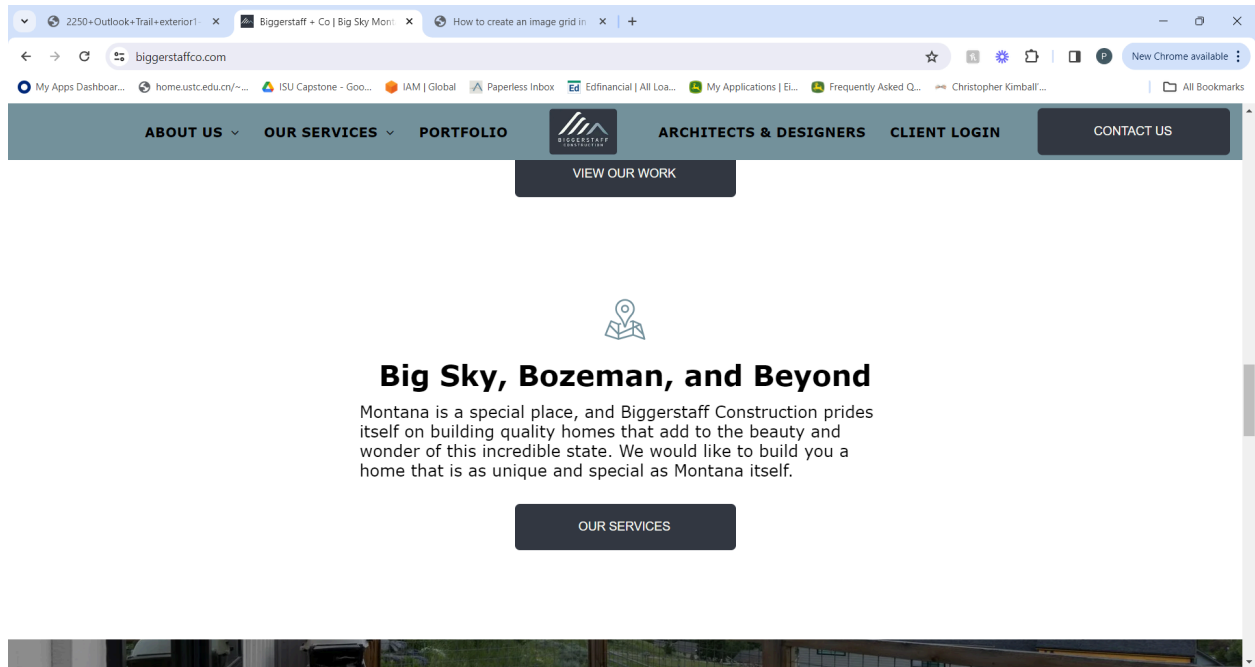 2250+Outlook+Trail+exterior1-
Biggerstaff + Co | Big Sky Mont
How to create an image grid in
biggerstaffco.com
P
New Chrome available
My Apps Dashboar...
home.ustc.edu.cn/~...
ISU Capstone - Goo...
IAM | Global
Paperless Inbox
Ed
Edfinancial | All Loa...
My Applications | Ei...
Frequently Asked Q...
Christopher Kimball'...
All Bookmarks
ABOUT US
OUR SERVICES
PORTFOLIO
BIGGERSTAFF
CONSTRUCTION
ARCHITECTS & DESIGNERS
CLIENT LOGIN
CONTACT US
VIEW OUR WORK
Big Sky, Bozeman, and Beyond
Montana is a special place, and Biggerstaff Construction prides
itself on building quality homes that add to the beauty and
wonder of this incredible state. We would like to build you a
home that is as unique and special as Montana itself.
OUR SERVICES